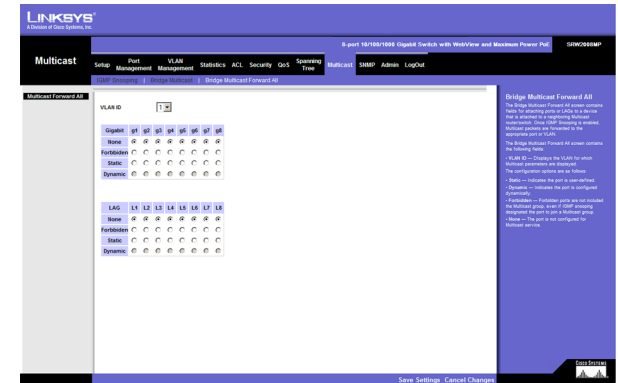 LINKSYS®
A Division of Cisco Systems, Inc.
8-port 10/100/1000 Gigabit Switch with WebView and Maximum Power PoE
SRW2008MP
Multicast
Setup Port Management VLAN Management Statistics ACL Security QoS Spanning Tree Multicast SNMP Admin LogOut
IGMP Snooping | Bridge Multicast | Bridge Multicast Forward All
Multicast Forward All
VLAN ID 1
Gigabit g1 g2 g3 g4 g5 g6 g7 g8
None
Forbbiden
Static
Dynamic
LAG L1 L2 L3 L4 L5 L6 L7 L8
None
Forbbiden
Static
Dynamic
Bridge Multicast Forward All
The Bridge Multicast Forward All screen contains
fields for attaching ports or LAGs to a device
that is attached to a neighboring Multicast
router/switch. Once IGMP Snooping is enabled,
Multicast packets are forwarded to the
appropriate port or VLAN.
The Bridge Multicast Forward All screen contains
the following fields:
• VLAN ID — Displays the VLAN for which
Multicast parameters are displayed.
The configuration options are as follows:
• Static — Indicates the port is user-defined.
• Dynamic — Indicates the port is configured
dynamically.
• Forbidden — Forbidden ports are not included
the Multicast group, even if IGMP snooping
designated the port to join a Multicast group.
• None — The port is not configured for
Multicast service.
Save Settings Cancel Changes
CISCO SYSTEMS